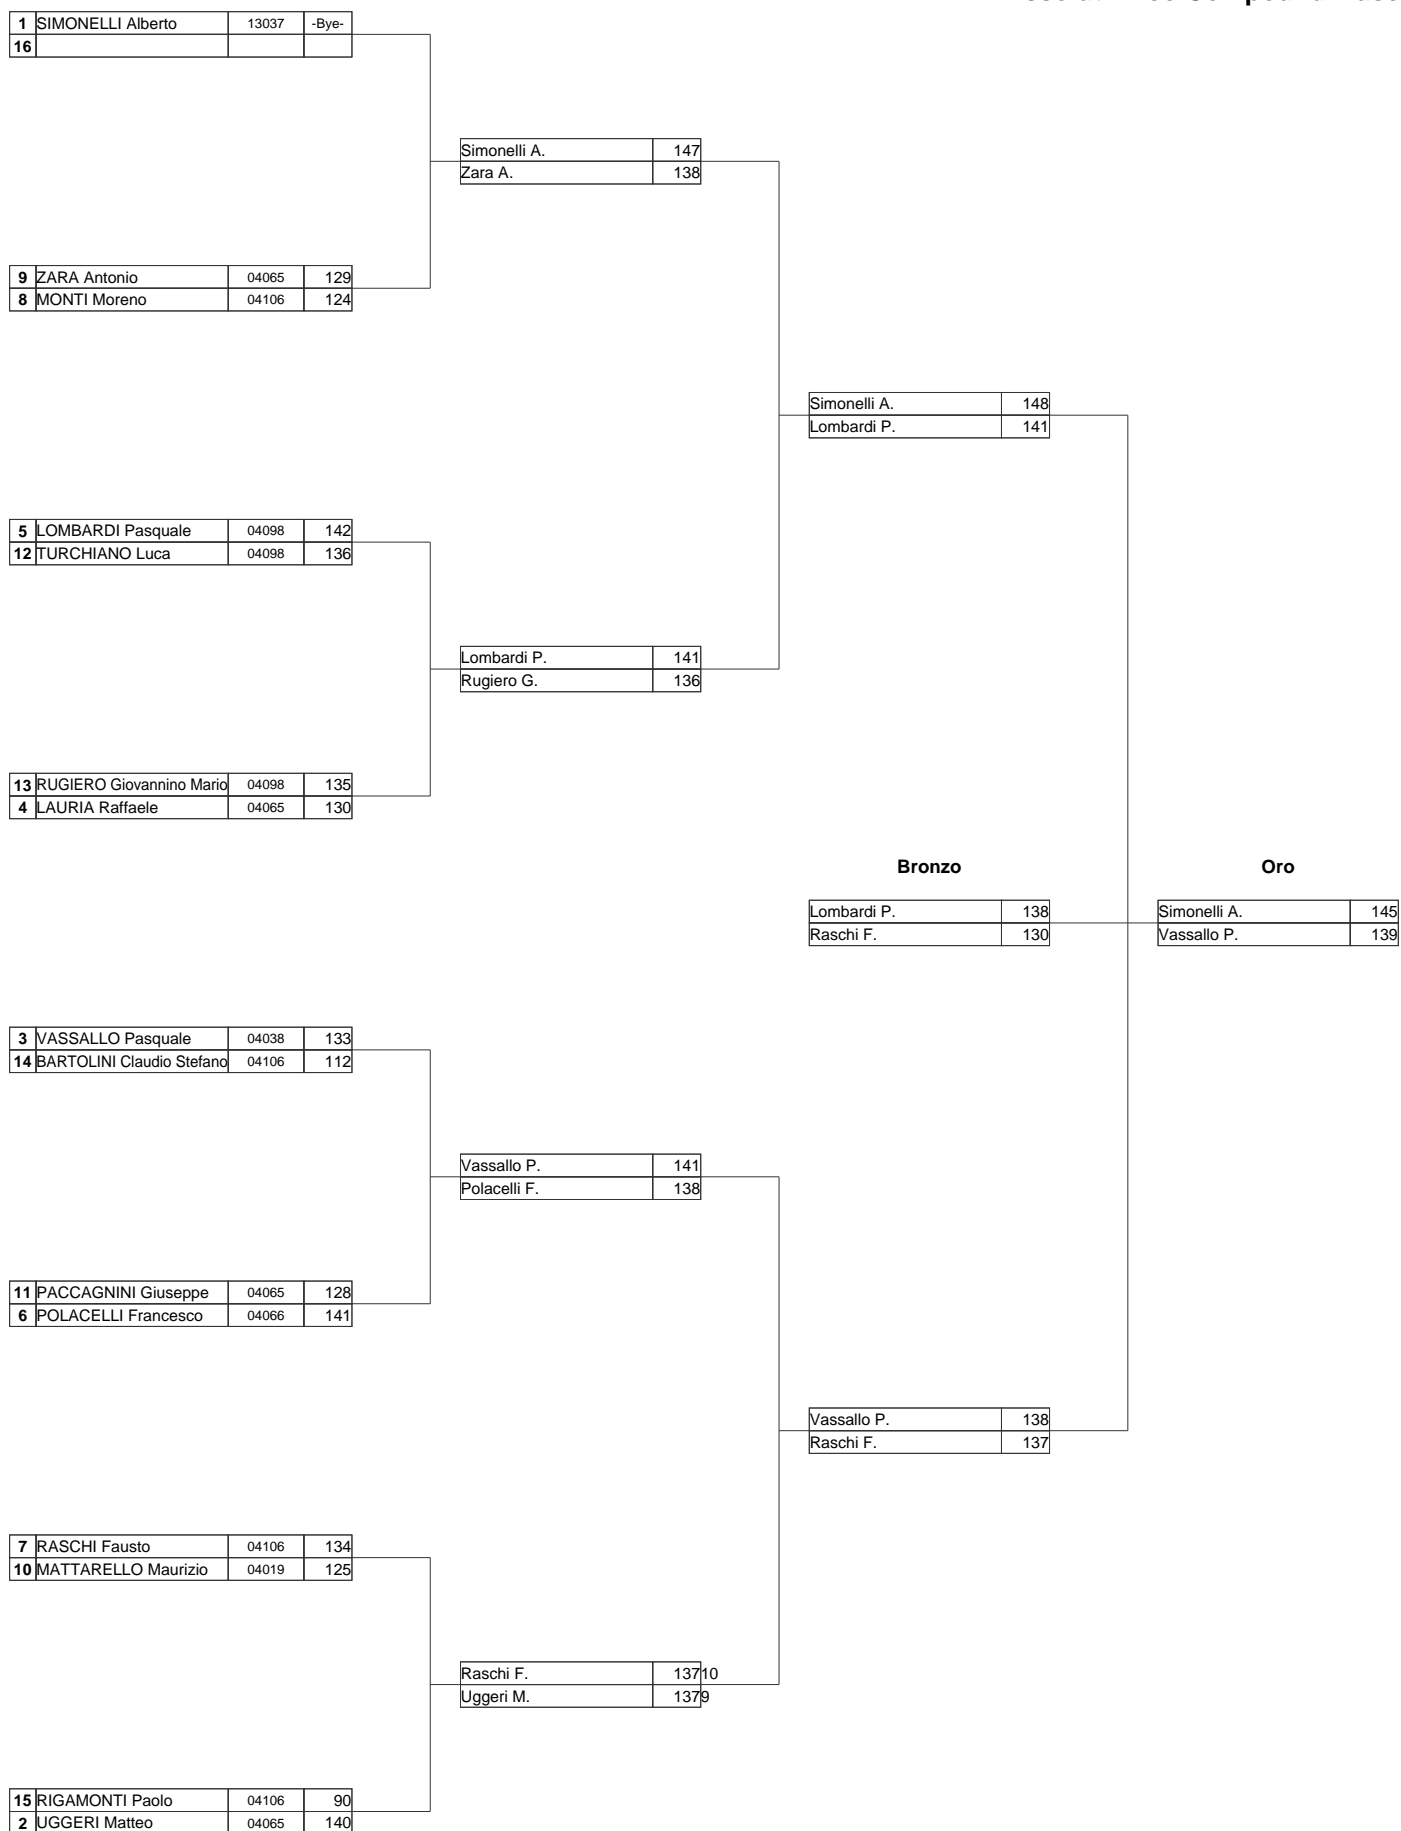 1 SIMONELLI Alberto 13037 -Bye-
16
Simonelli A. 147
Zara A. 138
9 ZARA Antonio 04065 129
8 MONTI Moreno 04106 124
Simonelli A. 148
Lombardi P. 141
5 LOMBARDI Pasquale 04098 142
12 TURCHIANO Luca 04098 136
Lombardi P. 141
Rugiero G. 136
13 RUGIERO Giovannino Mario 04098 135
4 LAURIA Raffaele 04065 130
Bronzo Oro
Lombardi P. 138 Simonelli A. 145
Raschi F. 130 Vassallo P. 139
3 VASSALLO Pasquale 04038 133
14 BARTOLINI Claudio Stefano 04106 112
Vassallo P. 141
Polacelli F. 138
11 PACCAGNINI Giuseppe 04065 128
6 POLACELLI Francesco 04066 141
Vassallo P. 138
Raschi F. 137
7 RASCHI Fausto 04106 134
10 MATTARELLO Maurizio 04019 125
Raschi F. 137 10
Uggeri M. 137 9
15 RIGAMONTI Paolo 04106 90
2 UGGERI Matteo 04065 140